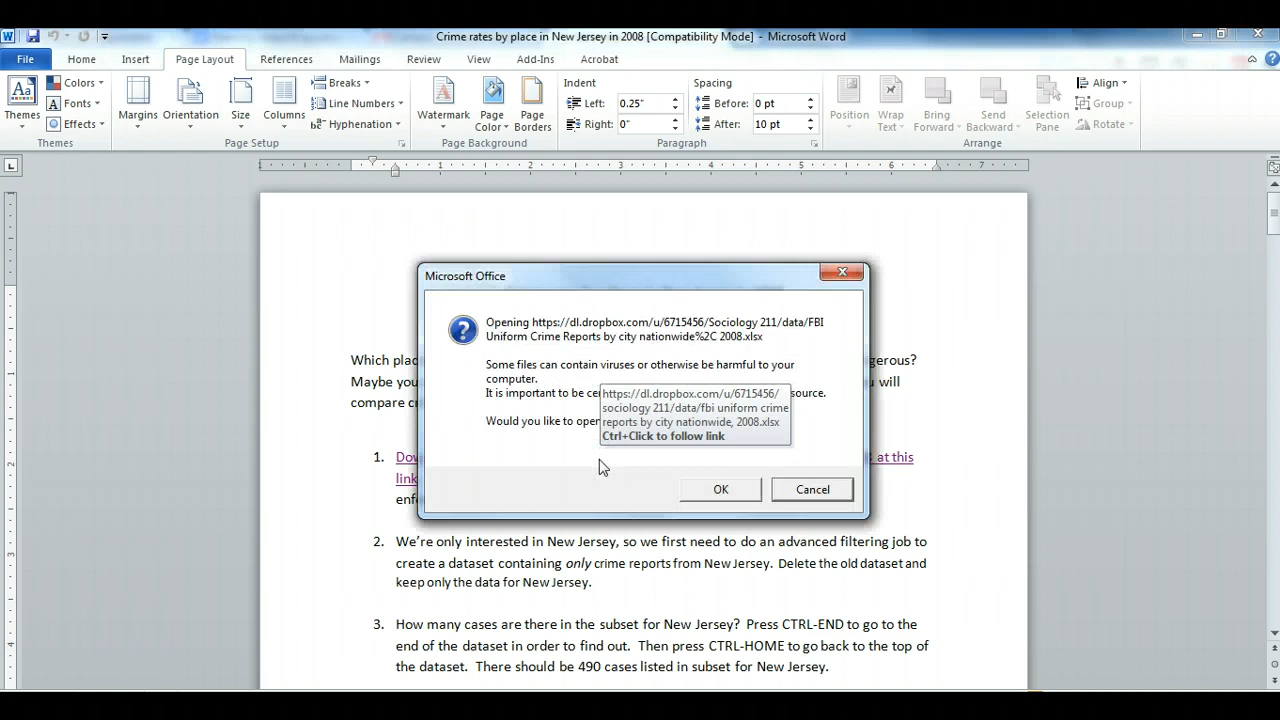 Crime rates by place in New Jersey in 2008 [Compatibility Mode] - Microsoft Word
File Home Insert Page Layout References Mailings Review View Add-Ins Acrobat
Themes
Colors
Fonts
Effects
Themes
Margins
Orientation
Size
Columns
Breaks
Line Numbers
Hyphenation
Page Setup
Watermark
Page Color
Page Borders
Page Background
Indent
Left: 0.25"
Right: 0"
Spacing
Before: 0 pt
After: 10 pt
Paragraph
Position
Wrap Text
Bring Forward
Send Backward
Selection Pane
Align
Group
Rotate
Arrange
1 1 2 3 4 5 6 7
Microsoft Office
Opening https://dl.dropbox.com/u/6715456/Sociology 211/data/FBI
Uniform Crime Reports by city nationwide%2C 2008.xlsx
Some files can contain viruses or otherwise be harmful to your
computer.
It is important to be source.
Would you like to open
https://dl.dropbox.com/u/6715456/
sociology 211/data/fbi uniform crime
reports by city nationwide, 2008.xlsx
Ctrl+Click to follow link
OK Cancel
Which gerous?
Maybe you will
compare
1. at this
link
2. We're only interested in New Jersey, so we first need to do an advanced filtering job to
create a dataset containing only crime reports from New Jersey. Delete the old dataset and
keep only the data for New Jersey.
3. How many cases are there in the subset for New Jersey? Press CTRL-END to go to the
end of the dataset in order to find out. Then press CTRL-HOME to go back to the top of
the dataset. There should be 490 cases listed in subset for New Jersey.